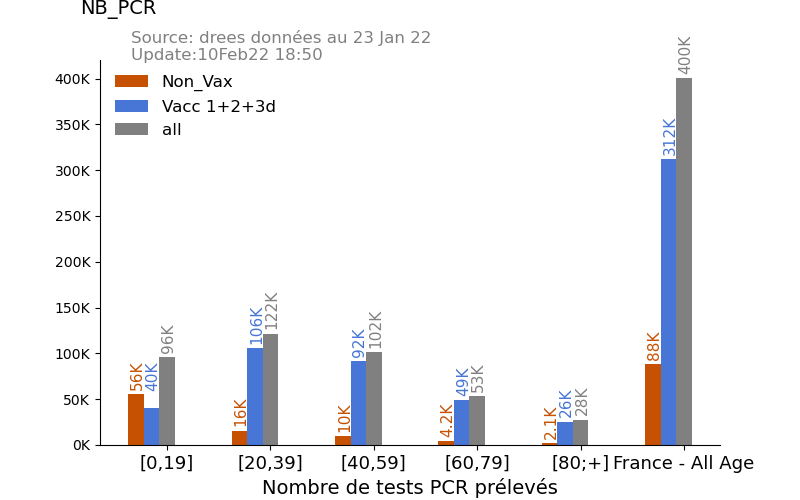 NB_PCR
Source: drees données au 23 Jan 22
Update:10Feb22 18:50
Non_Vax
Vacc 1+2+3d
all
400K
350K
300K
250K
200K
150K
100K
50K
0K
56K
40K
96K
16K
106K
122K
10K
92K
102K
4.2K
49K
53K
2.1K
26K
28K
88K
312K
400K
[0,19]
[20,39]
[40,59]
[60,79]
[80;+]
France - All Age
Nombre de tests PCR prélevés